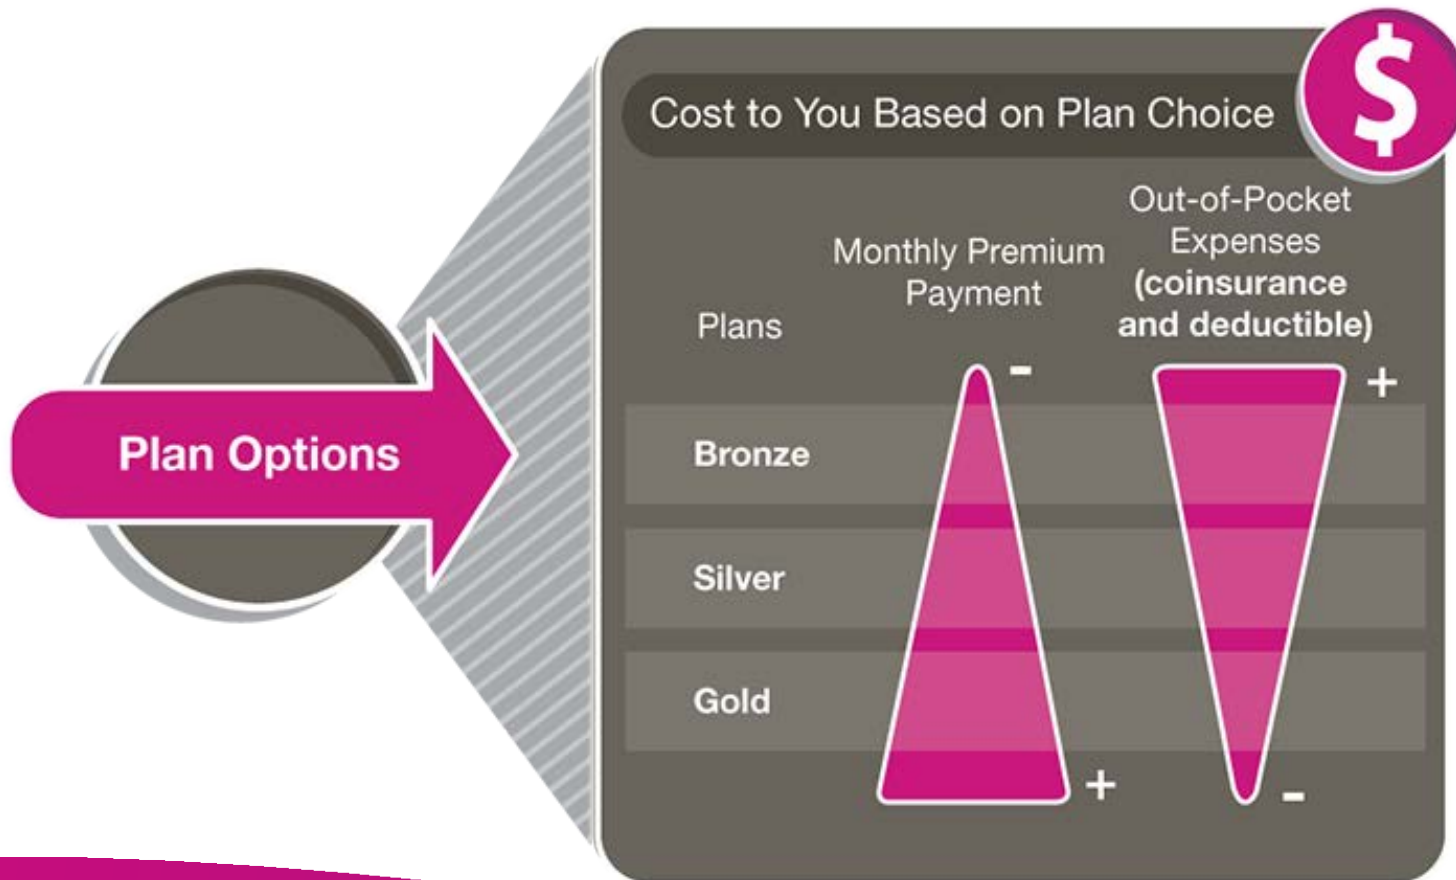 $
Cost to You Based on Plan Choice
Plan Options
Plans
Monthly Premium
Payment
Out-of-Pocket
Expenses
(coinsurance
and deductible)
-
+
Bronze
Silver
Gold
+
-